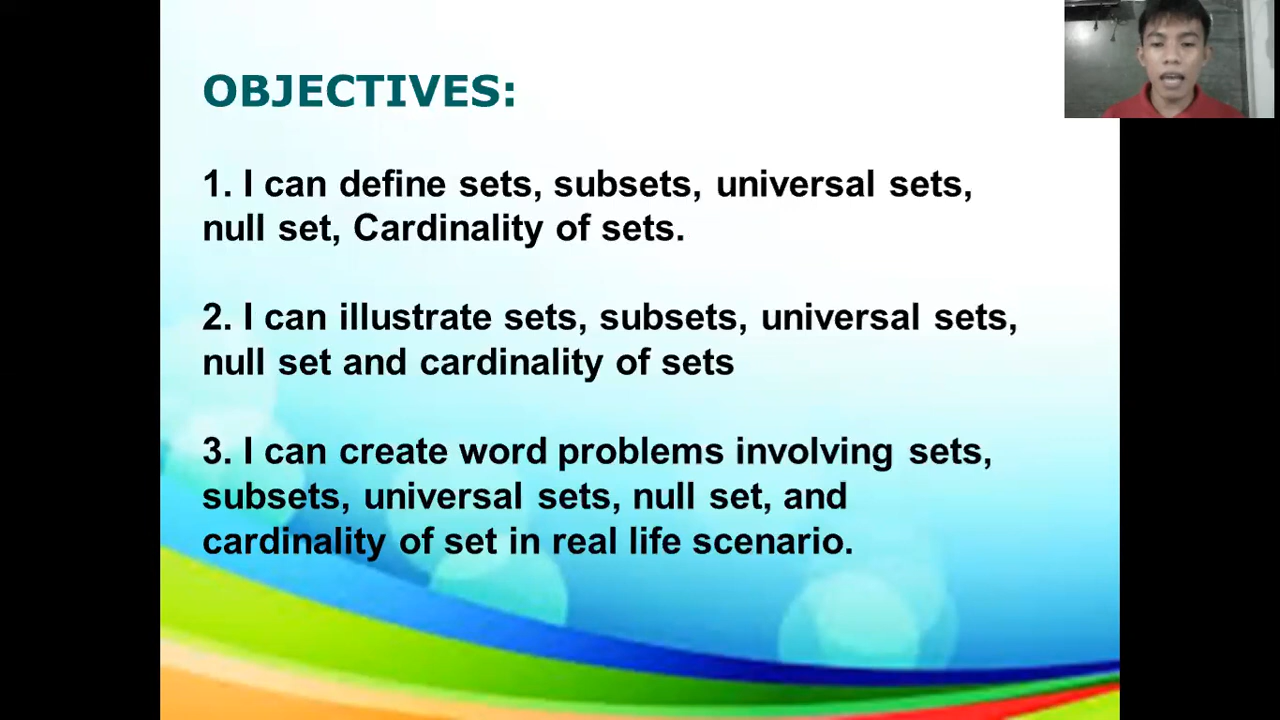 OBJECTIVES:
1. I can define sets, subsets, universal sets,
null set, Cardinality of sets.
2. I can illustrate sets, subsets, universal sets,
null set and cardinality of sets
3. I can create word problems involving sets,
subsets, universal sets, null set, and
cardinality of set in real life scenario.